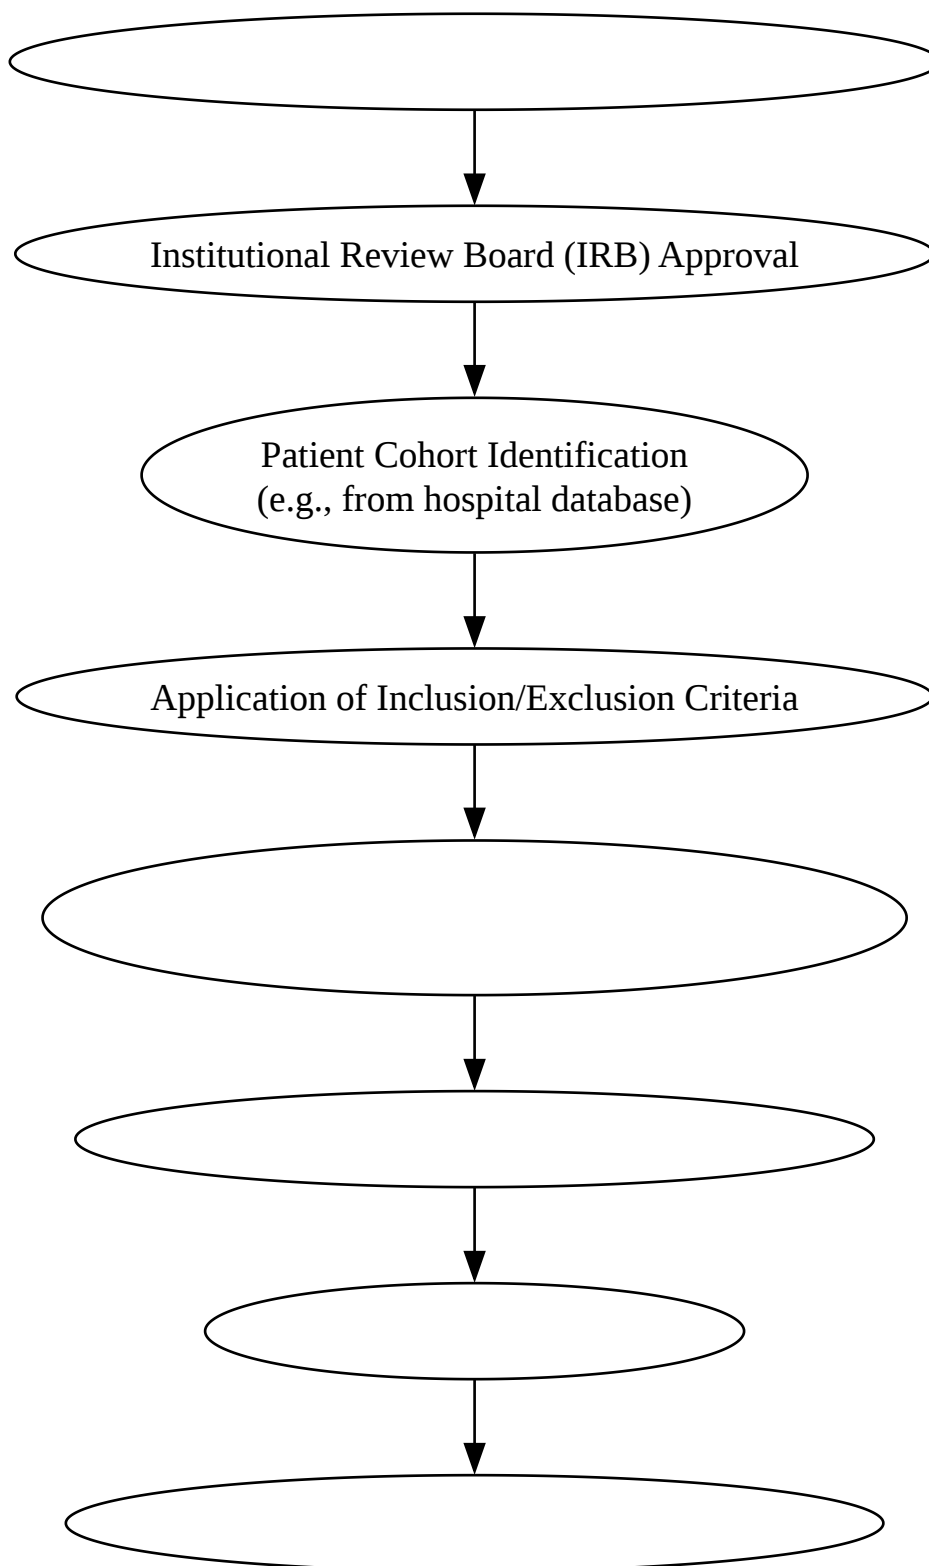 Institutional Review Board (IRB) Approval
Patient Cohort Identification
(e.g., from hospital database)
Application of Inclusion/Exclusion Criteria